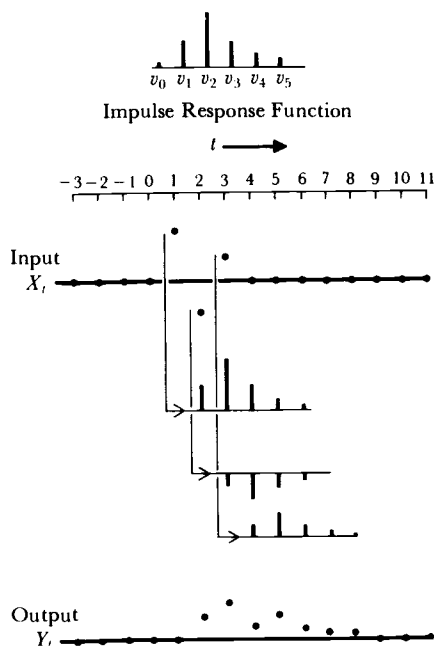 v₀ v₁ v₂ v₃ v₄ v₅
Impulse Response Function
t
−3 −2 −1 0 1 2 3 4 5 6 7 8 9 10 11
Input
Xₜ
Output
Yₜ